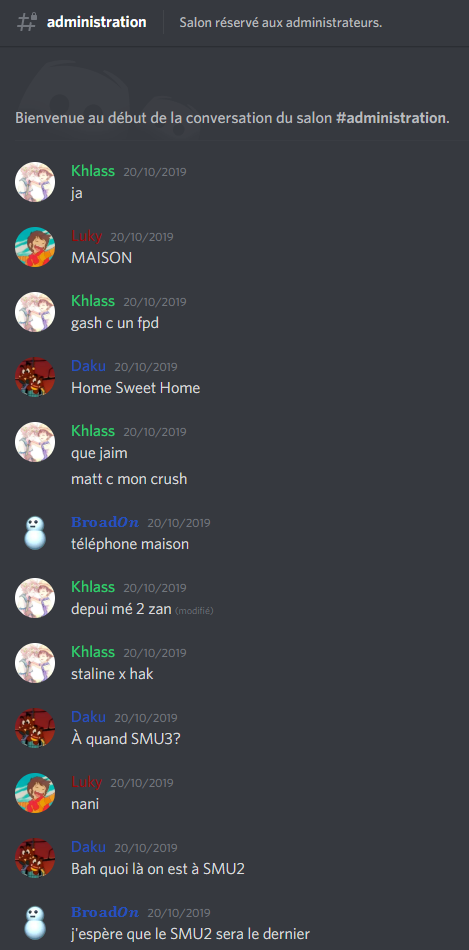 administration
Salon réservé aux administrateurs.
Bienvenue au début de la conversation du salon #administration.
Khlass 20/10/2019
ja
Luky 20/10/2019
MAISON
Khlass 20/10/2019
gash c un fpd
Daku 20/10/2019
Home Sweet Home
Khlass 20/10/2019
que jaim
matt c mon crush
BroadOn 20/10/2019
téléphone maison
Khlass 20/10/2019
depui mé 2 zan (modifié)
Khlass 20/10/2019
staline x hak
Daku 20/10/2019
À quand SMU3?
Luky 20/10/2019
nani
Daku 20/10/2019
Bah quoi là on est à SMU2
BroadOn 20/10/2019
j'espère que le SMU2 sera le dernier